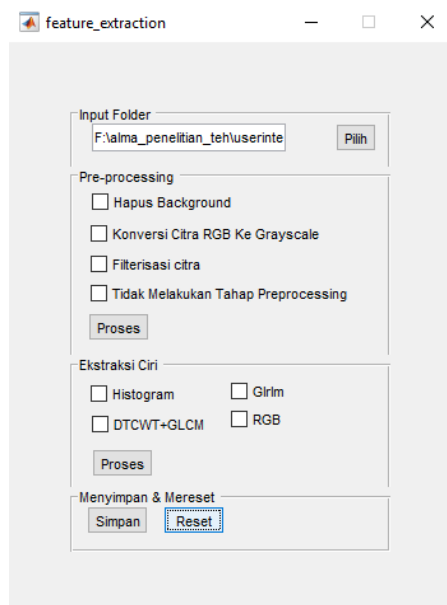 feature_extraction
Input Folder
F:\alma_penelitian_teh\userinte
Pilih
Pre-processing
Hapus Background
Konversi Citra RGB Ke Grayscale
Filterisasi citra
Tidak Melakukan Tahap Preprocessing
Proses
Ekstraksi Ciri
Histogram
Glrlm
DTCWT+GLCM
RGB
Proses
Menyimpan & Mereset
Simpan
Reset